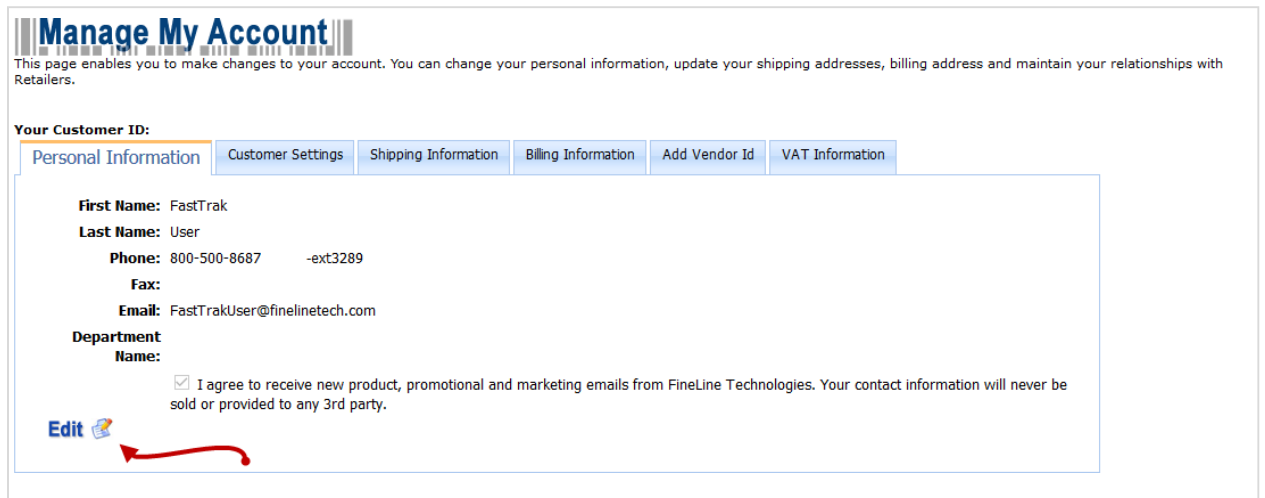 Manage My Account
This page enables you to make changes to your account. You can change your personal information, update your shipping addresses, billing address and maintain your relationships with
Retailers.
Your Customer ID:
Personal Information Customer Settings Shipping Information Billing Information Add Vendor Id VAT Information
First Name: FastTrak
Last Name: User
Phone: 800-500-8687 -ext3289
Fax:
Email: FastTrakUser@finelinetech.com
Department
Name:
I agree to receive new product, promotional and marketing emails from FineLine Technologies. Your contact information will never be
sold or provided to any 3rd party.
Edit